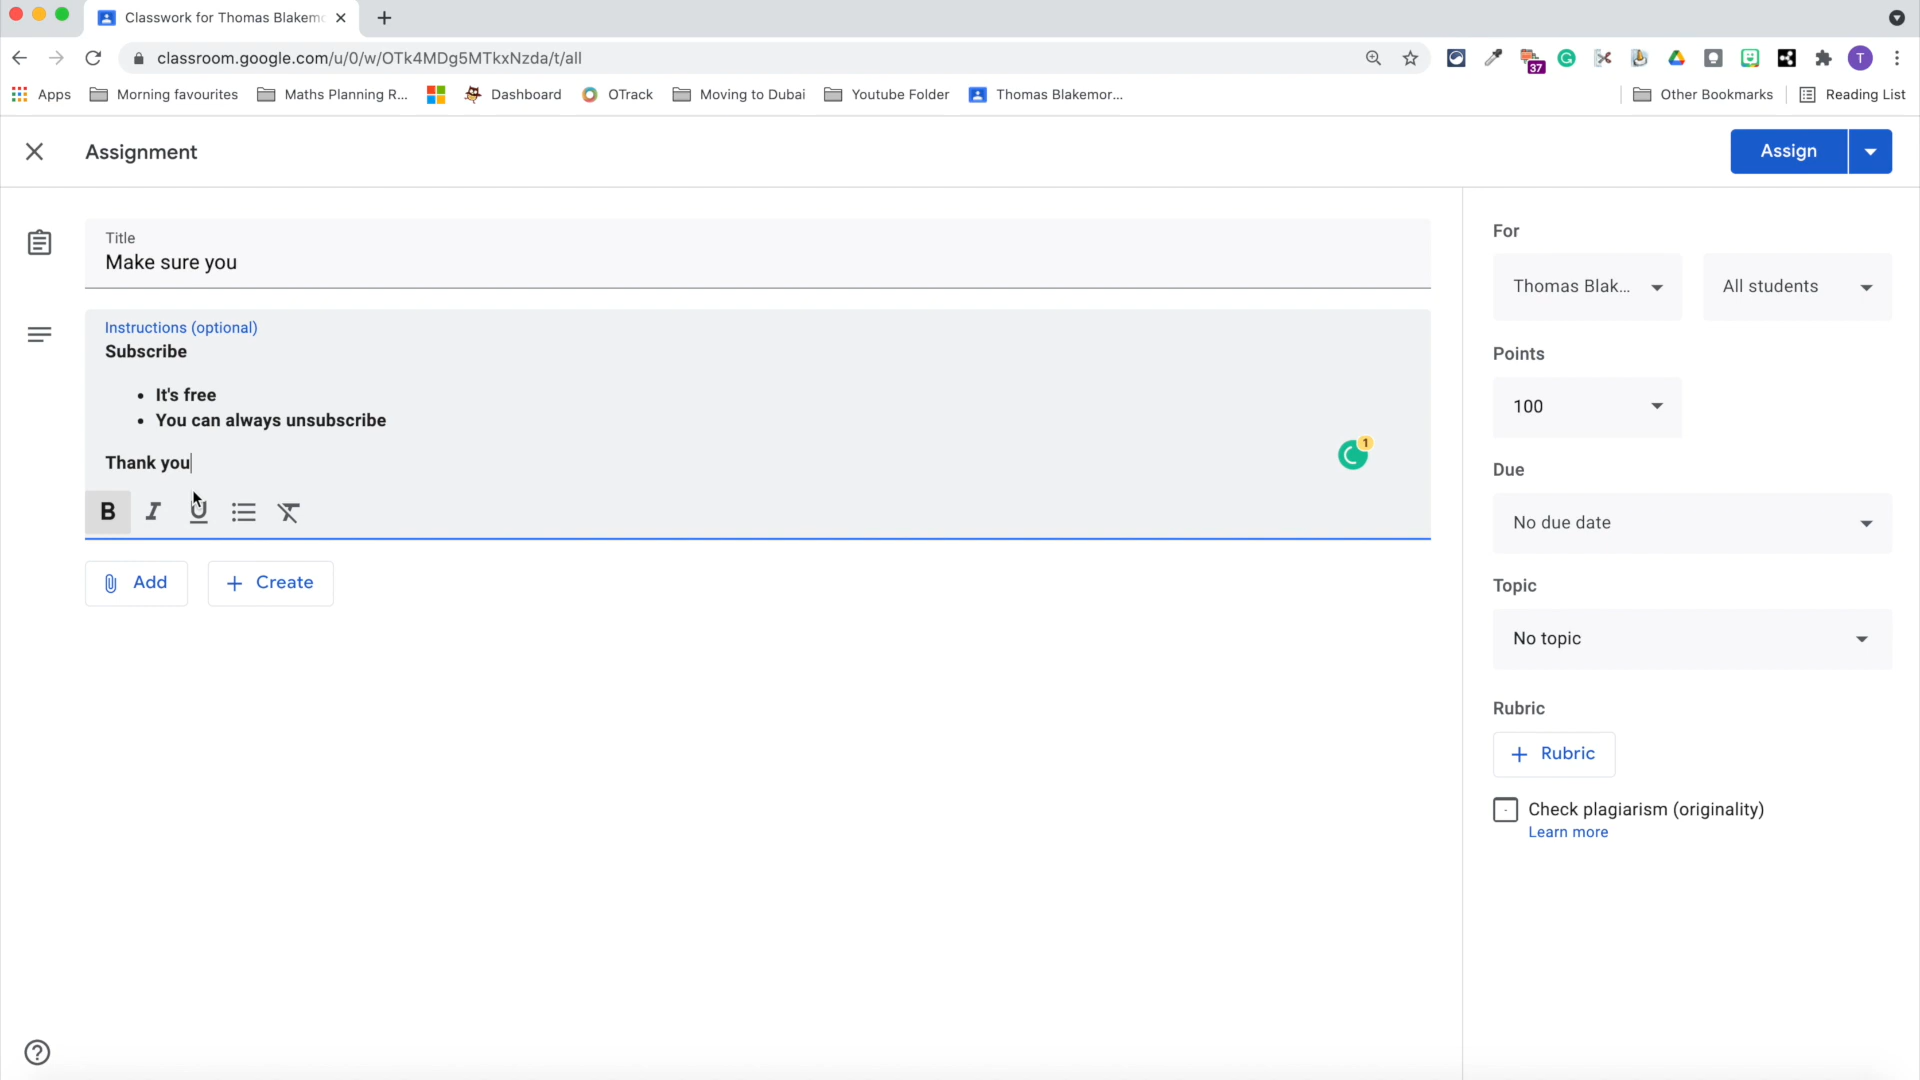 Classwork for Thomas Blakemo
classroom.google.com/u/0/w/OTk4MDg5MTkxNzda/t/all
37
T
Apps
Morning favourites
Maths Planning R...
Dashboard
OTrack
Moving to Dubai
Youtube Folder
Thomas Blakemor...
Other Bookmarks
Reading List
Assignment
Assign
Title
Make sure you
Instructions (optional)
Subscribe
• It's free
• You can always unsubscribe
Thank you
1
B I U
Add
Create
For
Thomas Blak...
All students
Points
100
Due
No due date
Topic
No topic
Rubric
Rubric
Check plagiarism (originality)
Learn more